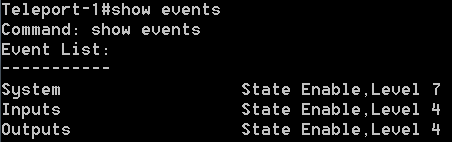 Teleport-1#show events
Command: show events
Event List:
-----------
System State Enable,Level 7
Inputs State Enable,Level 4
Outputs State Enable,Level 4